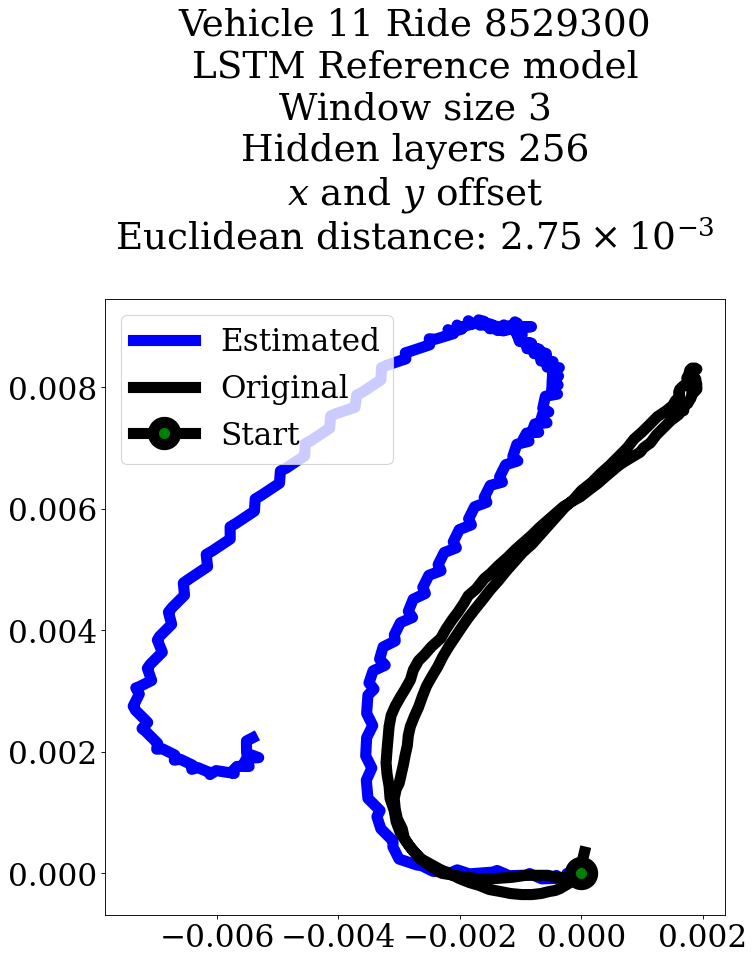 Vehicle 11 Ride 8529300
LSTM Reference model
Window size 3
Hidden layers 256
x and y offset
Euclidean distance: 2.75 × 10⁻³
Estimated
Original
Start
0.008
0.006
0.004
0.002
0.000
−0.006 −0.004 −0.002 0.000 0.002